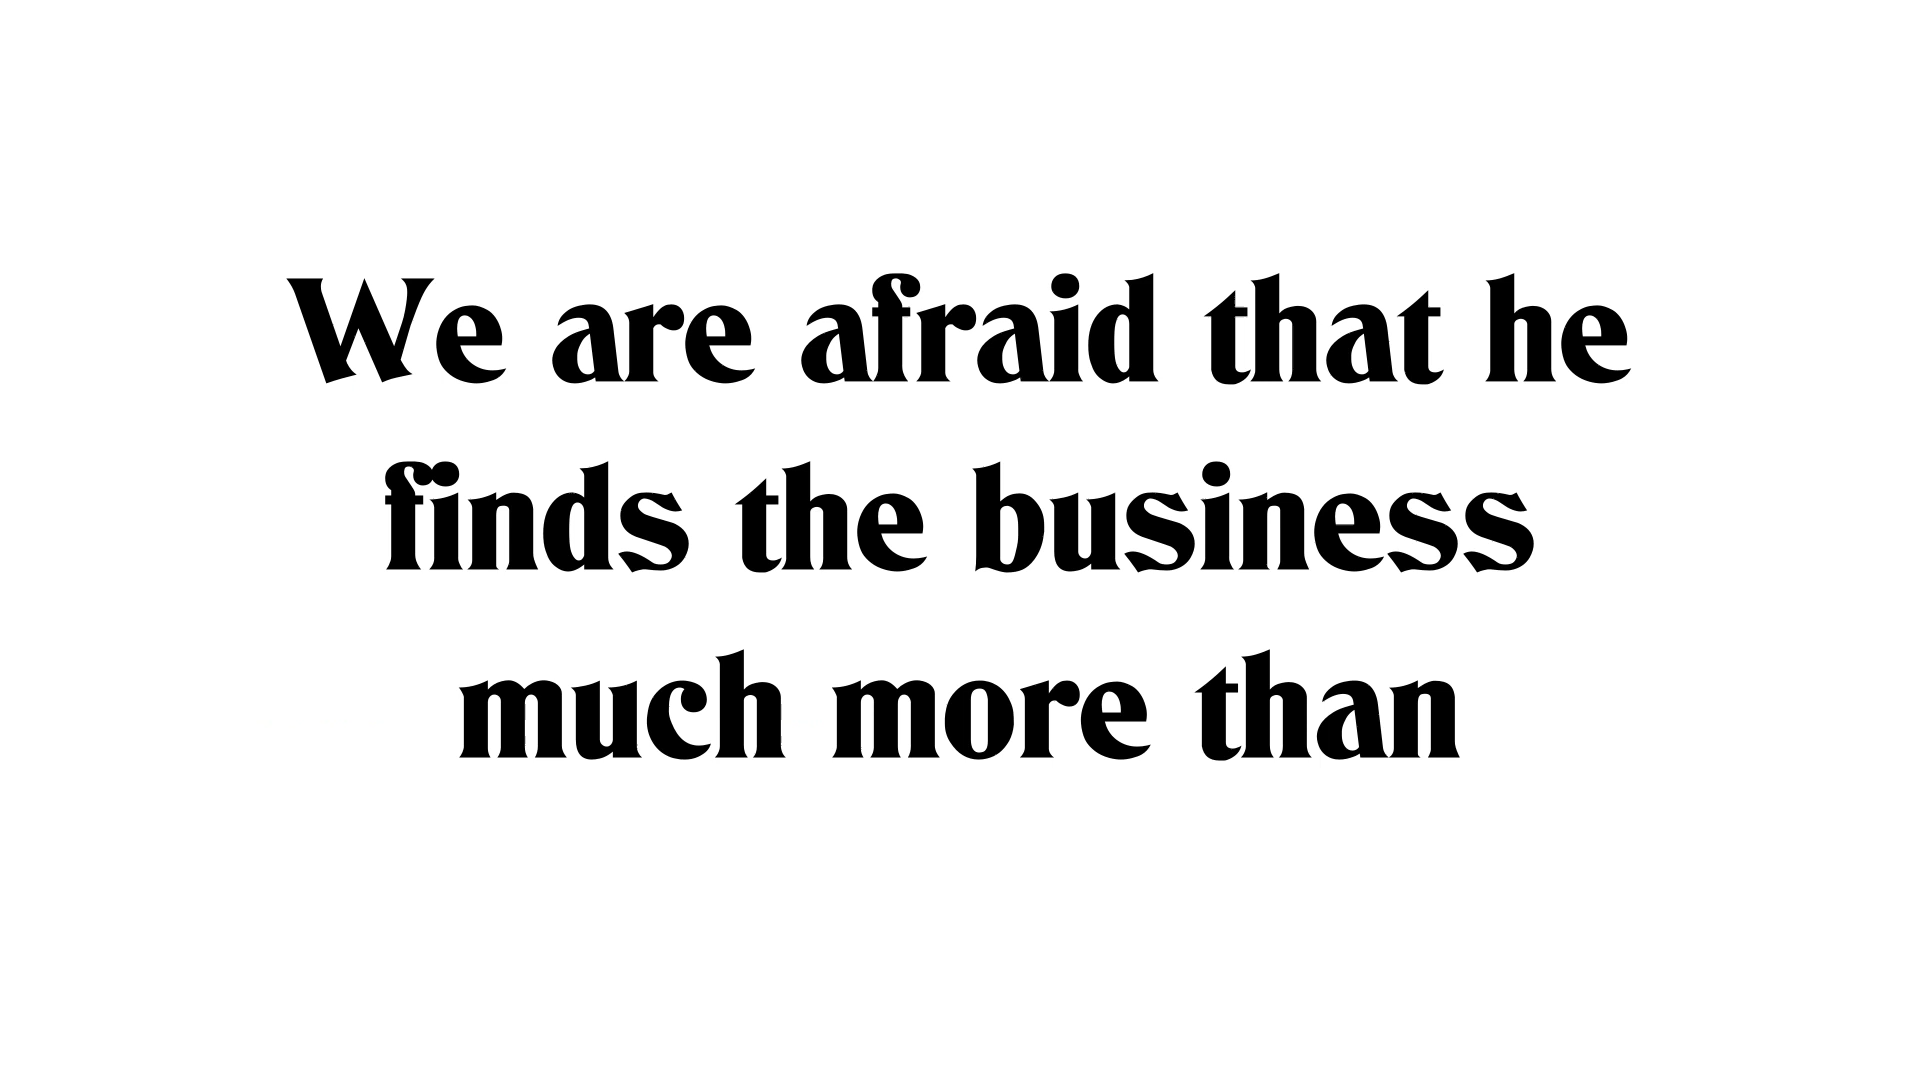 We are afraid that he
finds the business
much more than